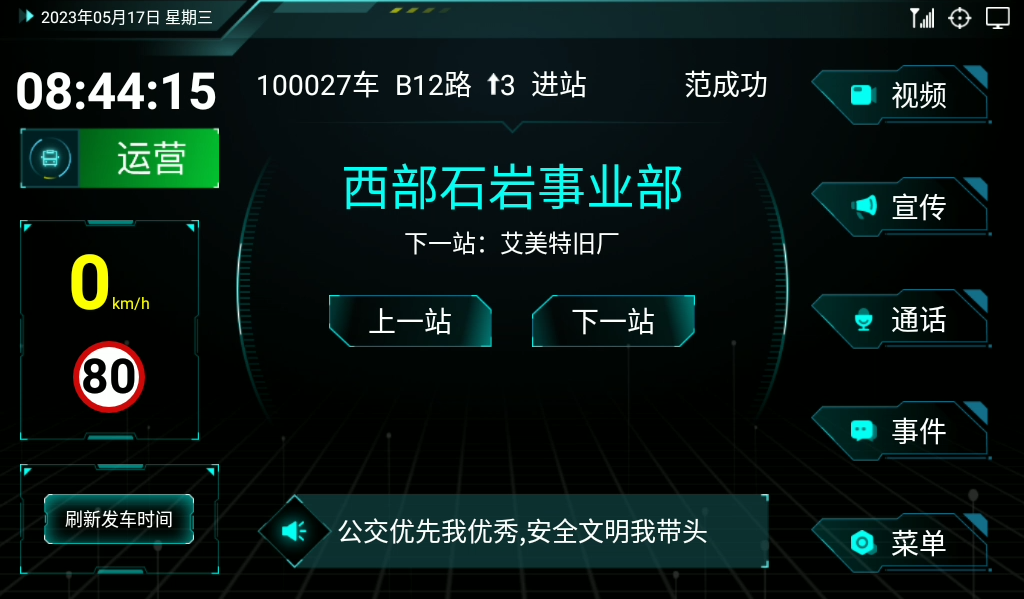 2023年05月17日 星期三
08:44:15
100027车 B12路 ⬆3 进站 范成功
运营
西部石岩事业部
下一站：艾美特旧厂
上一站 下一站
0 km/h
80
刷新发车时间
公交优先我优秀,安全文明我带头
视频
宣传
通话
事件
菜单